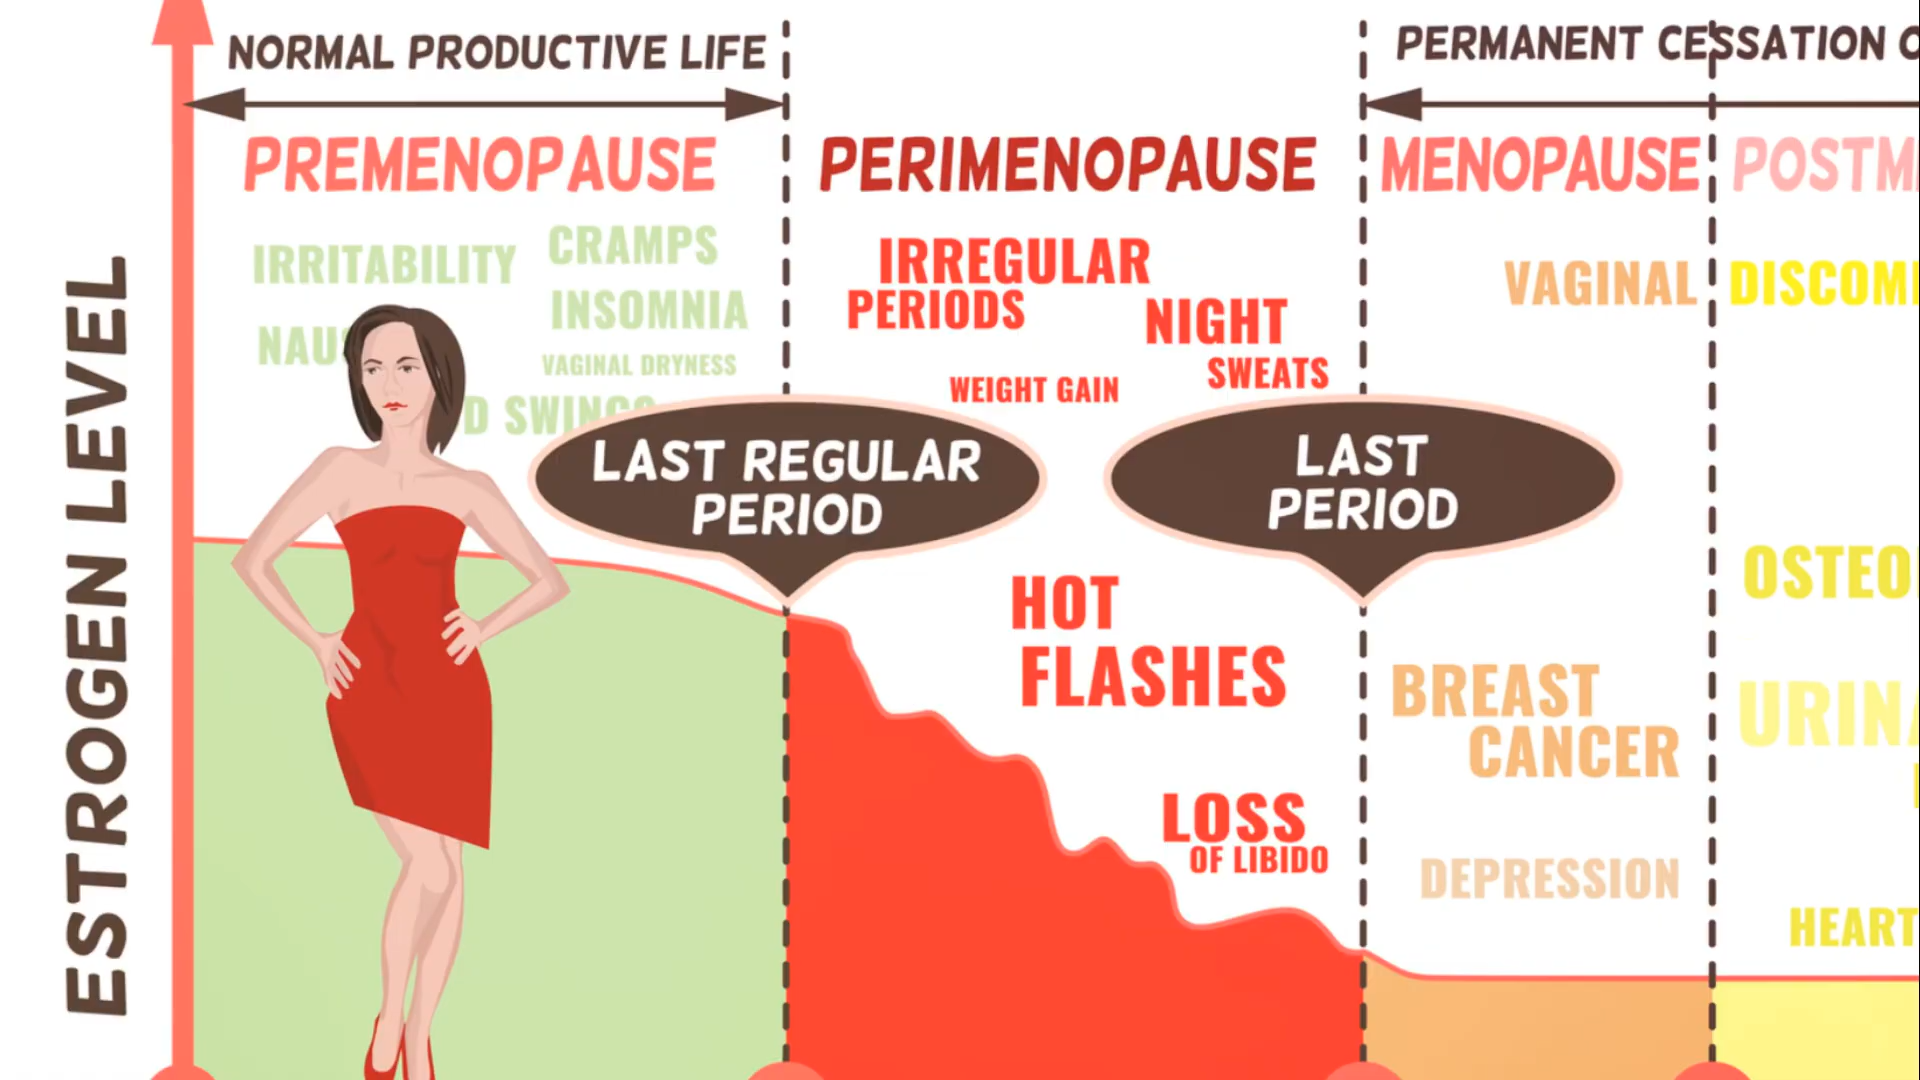 NORMAL PRODUCTIVE LIFE
PERMANENT CESSATION
PREMENOPAUSE
PERIMENOPAUSE
MENOPAUSE
ESTROGEN LEVEL
IRRITABILITY
CRAMPS
INSOMNIA
VAGINAL DRYNESS
IRREGULAR
PERIODS
NIGHT
SWEATS
WEIGHT GAIN
LAST REGULAR
PERIOD
LAST
PERIOD
HOT
FLASHES
LOSS
OF LIBIDO
VAGINAL
BREAST
CANCER
DEPRESSION
HEART